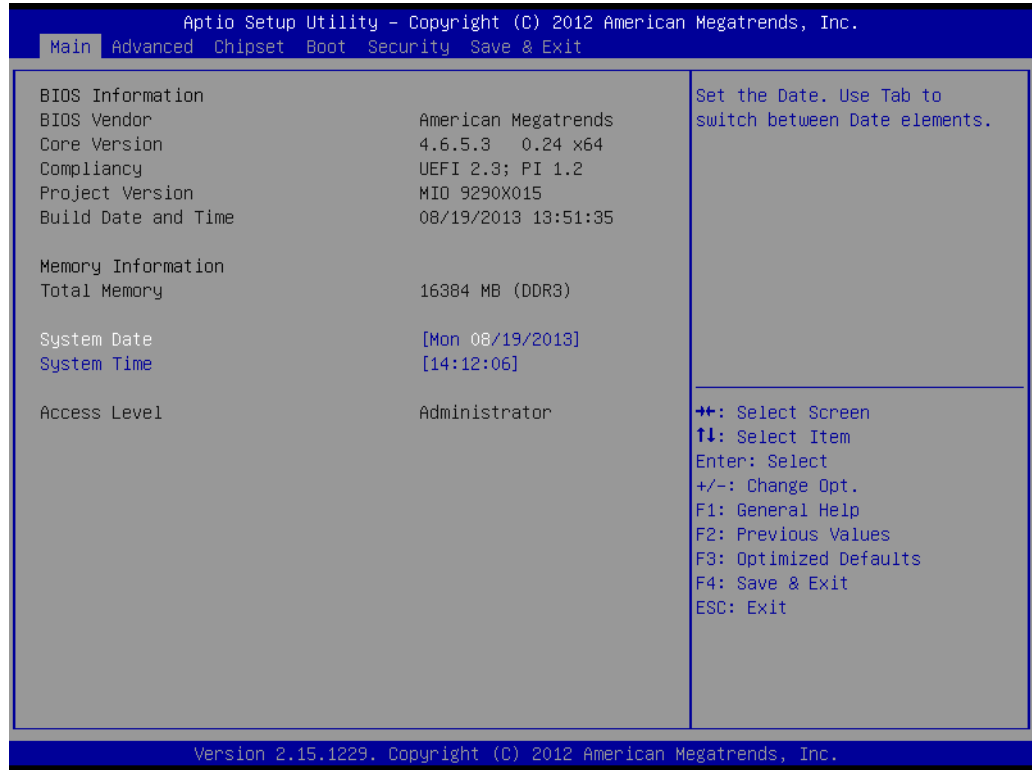 Aptio Setup Utility – Copyright (C) 2012 American Megatrends, Inc.
Main Advanced Chipset Boot Security Save & Exit
BIOS Information
BIOS Vendor American Megatrends
Core Version 4.6.5.3 0.24 x64
Compliancy UEFI 2.3; PI 1.2
Project Version MIO 9290X015
Build Date and Time 08/19/2013 13:51:35
Memory Information
Total Memory 16384 MB (DDR3)
System Date [Mon 08/19/2013]
System Time [14:12:06]
Access Level Administrator
Set the Date. Use Tab to
switch between Date elements.
→←: Select Screen
↑↓: Select Item
Enter: Select
+/-: Change Opt.
F1: General Help
F2: Previous Values
F3: Optimized Defaults
F4: Save & Exit
ESC: Exit
Version 2.15.1229. Copyright (C) 2012 American Megatrends, Inc.